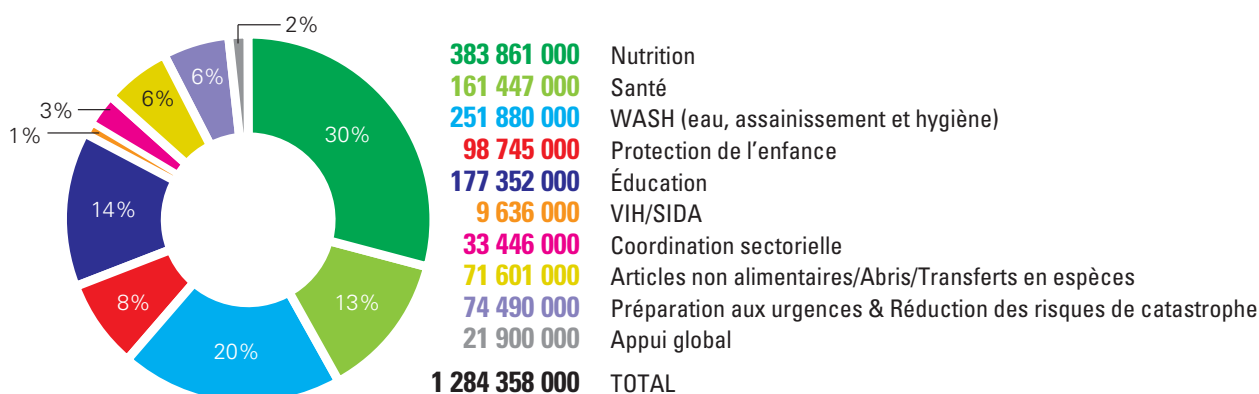 2%
6%
6%
3%
1%
30%
14%
8%
13%
20%
383 861 000 Nutrition
161 447 000 Santé
251 880 000 WASH (eau, assainissement et hygiène)
98 745 000 Protection de l’enfance
177 352 000 Éducation
9 636 000 VIH/SIDA
33 446 000 Coordination sectorielle
71 601 000 Articles non alimentaires/Abris/Transferts en espèces
74 490 000 Préparation aux urgences & Réduction des risques de catastrophe
21 900 000 Appui global
1 284 358 000 TOTAL